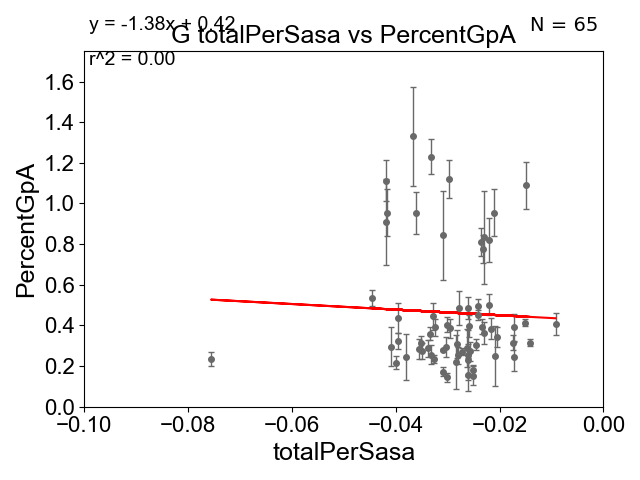 y = -1.38x + 0.42
N = 65
G totalPerSasa vs PercentGpA
r^2 = 0.00
PercentGpA
1.6
1.4
1.2
1.0
0.8
0.6
0.4
0.2
0.0
−0.10 −0.08 −0.06 −0.04 −0.02 0.00
totalPerSasa